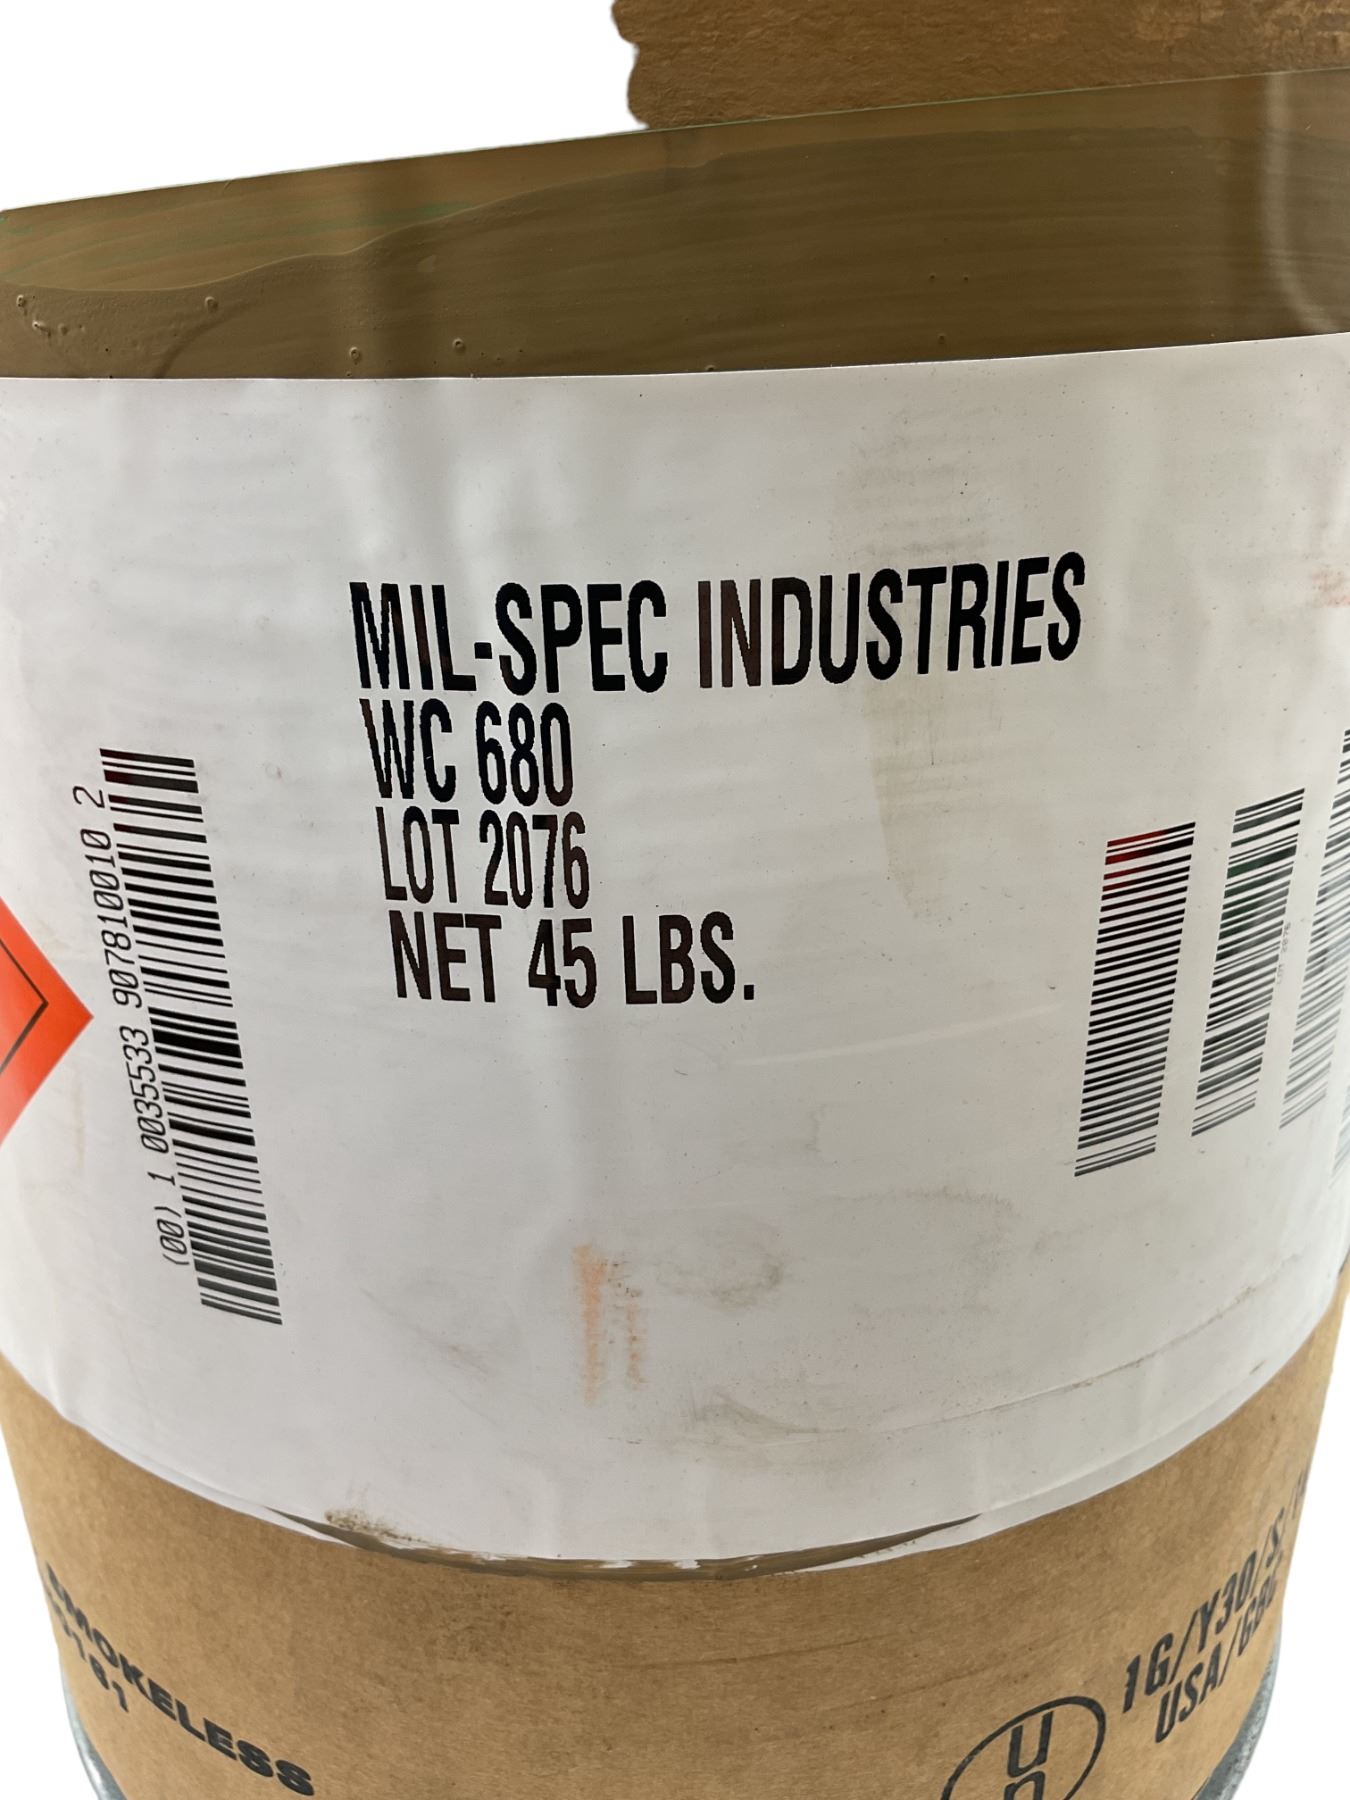 MIL-SPEC INDUSTRIES
WC 680
LOT 2076
NET 45 LBS.
(00) 1 0035533 907810010 2
SMOKELESS
un
1G/Y30/S/
USA/